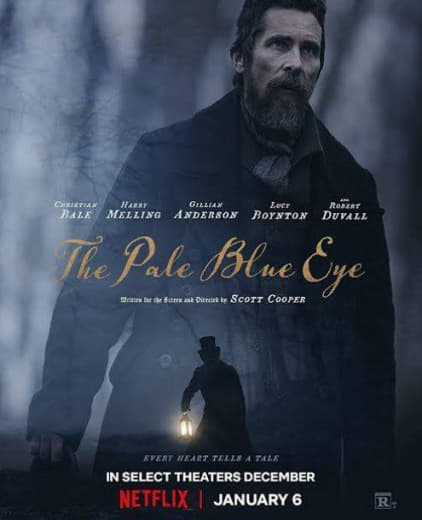 CHRISTIAN BALE
HARRY MELLING
GILLIAN ANDERSON
LUCY BOYNTON
AND ROBERT DUVALL
The Pale Blue Eye
Written for the Screen and Directed by SCOTT COOPER
EVERY HEART TELLS A TALE
IN SELECT THEATERS DECEMBER
NETFLIX | JANUARY 6
R